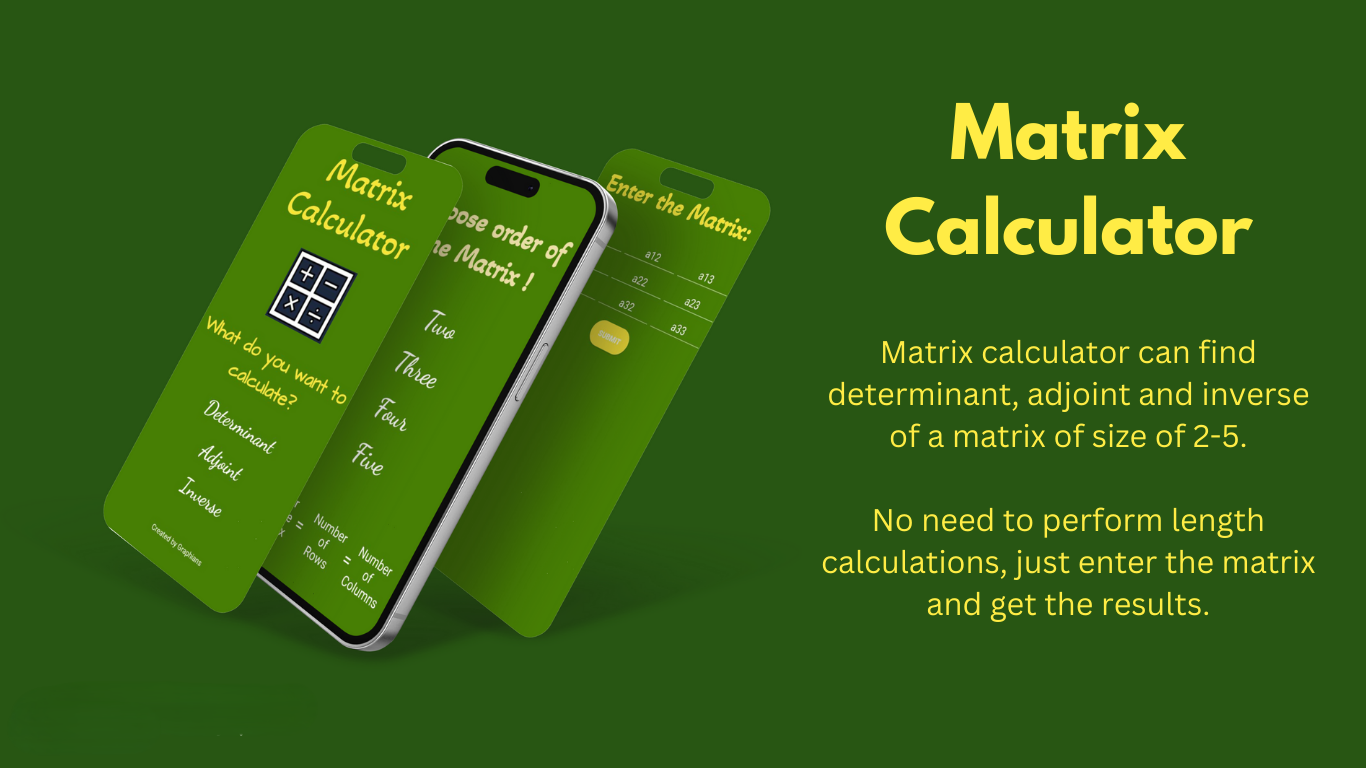 Matrix
Calculator
What do you want to
calculate?
Determinant
Adjoint
Inverse
Created by Graphians
order of
Matrix !
Two
Three
Four
Five
=
Number
of
Rows
=
Number
of
Columns
Enter the Matrix:
a12 a13
a22 a23
a32 a33
Matrix
Calculator
Matrix calculator can find
determinant, adjoint and inverse
of a matrix of size of 2-5.
No need to perform length
calculations, just enter the matrix
and get the results.